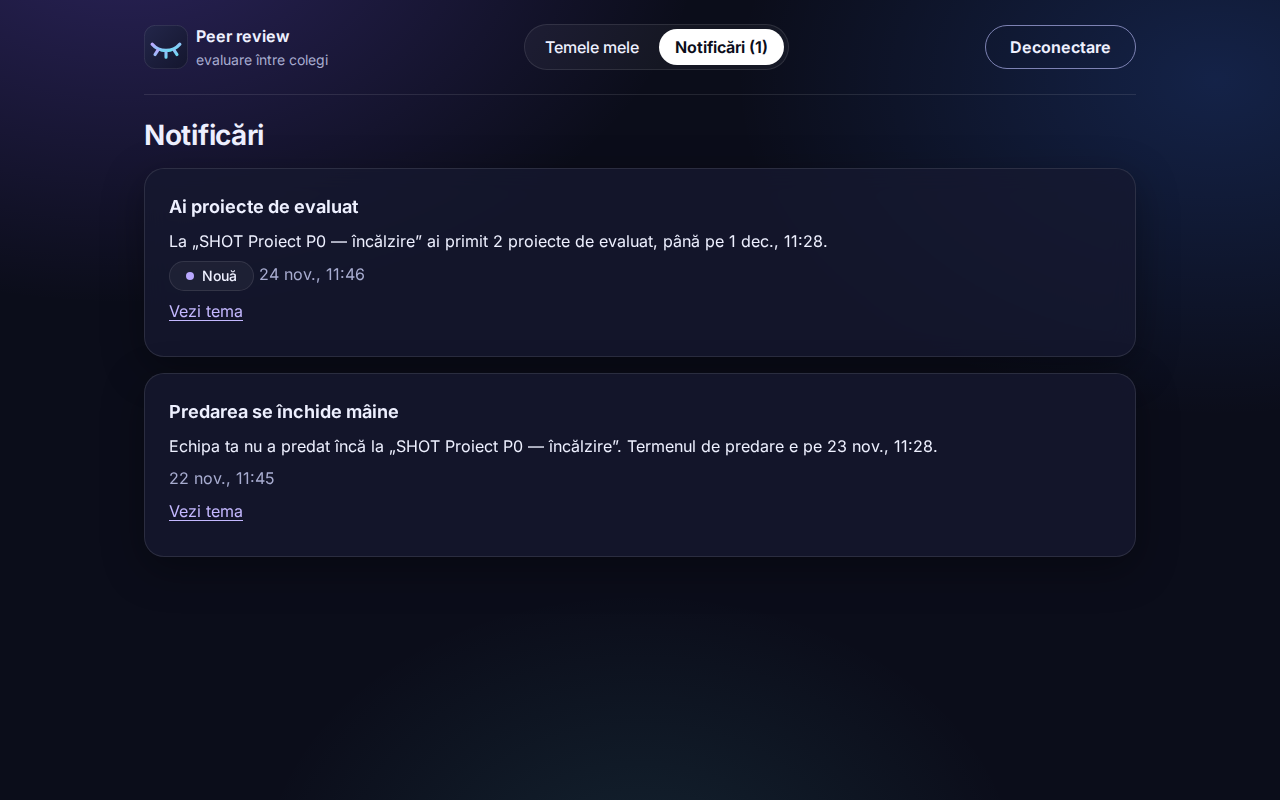 Peer review
evaluare între colegi
Temele mele
Notificări (1)
Deconectare
Notificări
Ai proiecte de evaluat
La „SHOT Proiect P0 — încălzire” ai primit 2 proiecte de evaluat, până pe 1 dec., 11:28.
Nouă 24 nov., 11:46
Vezi tema
Predarea se închide mâine
Echipa ta nu a predat încă la „SHOT Proiect P0 — încălzire”. Termenul de predare e pe 23 nov., 11:28.
22 nov., 11:45
Vezi tema